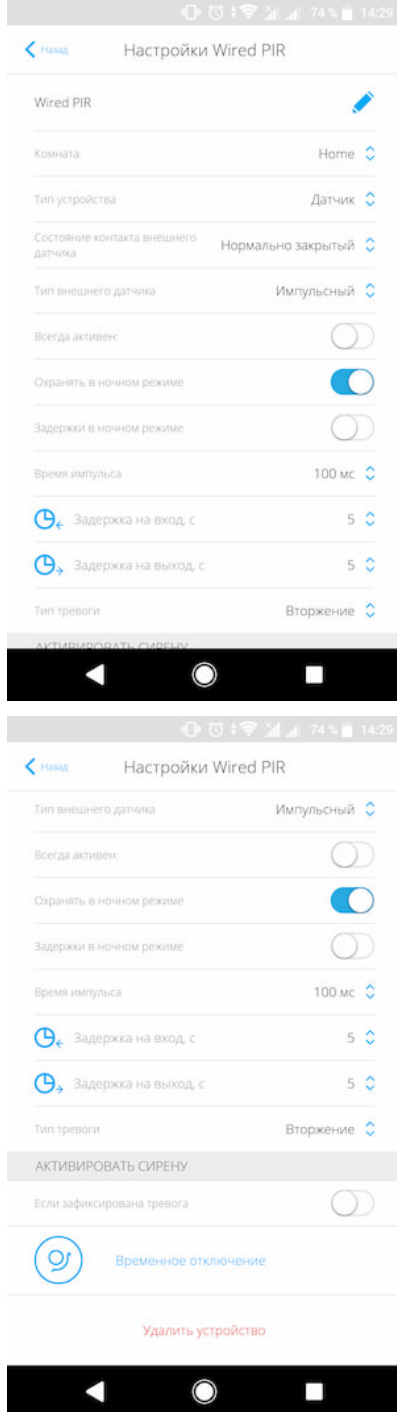 74 % 14:29
Назад Настройки Wired PIR
Wired PIR
Комната: Home
Тип устройства Датчик
Состояние контакта внешнего датчика Нормально закрытый
Тип внешнего датчика Импульсный
Всегда активен:
Охранять в ночном режиме
Задержки в ночном режиме
Время импульса 100 мс
Задержка на вход, с 5
Задержка на выход, с 5
Тип тревоги Вторжение
АКТИВИРОВАТЬ СИРЕНУ
74 % 14:29
Назад Настройки Wired PIR
Тип внешнего датчика Импульсный
Всегда активен:
Охранять в ночном режиме
Задержки в ночном режиме
Время импульса 100 мс
Задержка на вход, с 5
Задержка на выход, с 5
Тип тревоги Вторжение
АКТИВИРОВАТЬ СИРЕНУ
Если зафиксирована тревога
Временное отключение
Удалить устройство